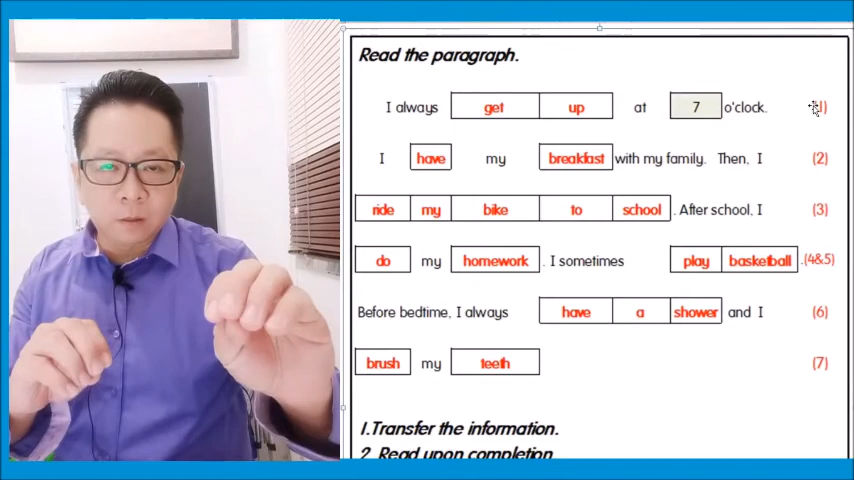 Read the paragraph.
I always get up at 7 o'clock. 1)
I have my breakfast with my family. Then, I (2)
ride my bike to school . After school, I (3)
do my homework . I sometimes play basketball .(4&5)
Before bedtime, I always have a shower and I (6)
brush my teeth (7)
1.Transfer the information.
2. Read upon completion.